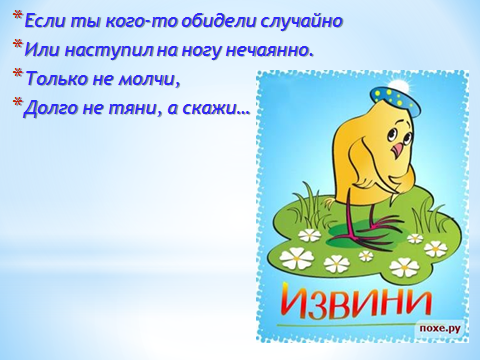 * Если ты кого-то обидели случайно
* Или наступил на ногу нечаянно.
* Только не молчи,
* Долго не тяни, а скажи...
ИЗВИНИ
похе.ру